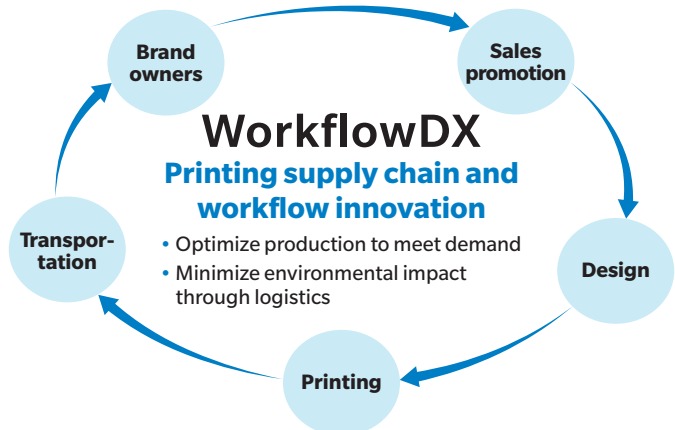 Brand
owners
Sales
promotion
WorkflowDX
Printing supply chain and
workflow innovation
• Optimize production to meet demand
• Minimize environmental impact
through logistics
Transpor-
tation
Design
Printing